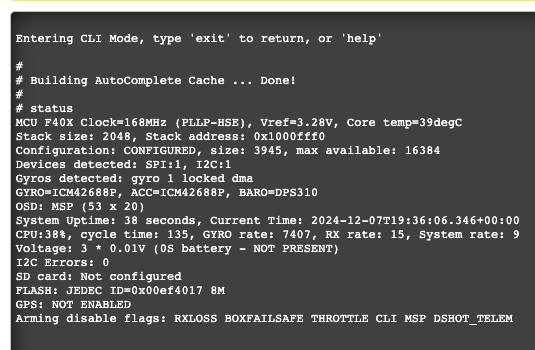 Entering CLI Mode, type 'exit' to return, or 'help'
#
# Building AutoComplete Cache ... Done!
#
# status
MCU F40X Clock=168MHz (PLLP-HSE), Vref=3.28V, Core temp=39degC
Stack size: 2048, Stack address: 0x1000fff0
Configuration: CONFIGURED, size: 3945, max available: 16384
Devices detected: SPI:1, I2C:1
Gyros detected: gyro 1 locked dma
GYRO=ICM42688P, ACC=ICM42688P, BARO=DPS310
OSD: MSP (53 x 20)
System Uptime: 38 seconds, Current Time: 2024-12-07T19:36:06.346+00:00
CPU:38%, cycle time: 135, GYRO rate: 7407, RX rate: 15, System rate: 9
Voltage: 3 * 0.01V (0S battery - NOT PRESENT)
I2C Errors: 0
SD card: Not configured
FLASH: JEDEC ID=0x00ef4017 8M
GPS: NOT ENABLED
Arming disable flags: RXLOSS BOXFAILSAFE THROTTLE CLI MSP DSHOT_TELEM